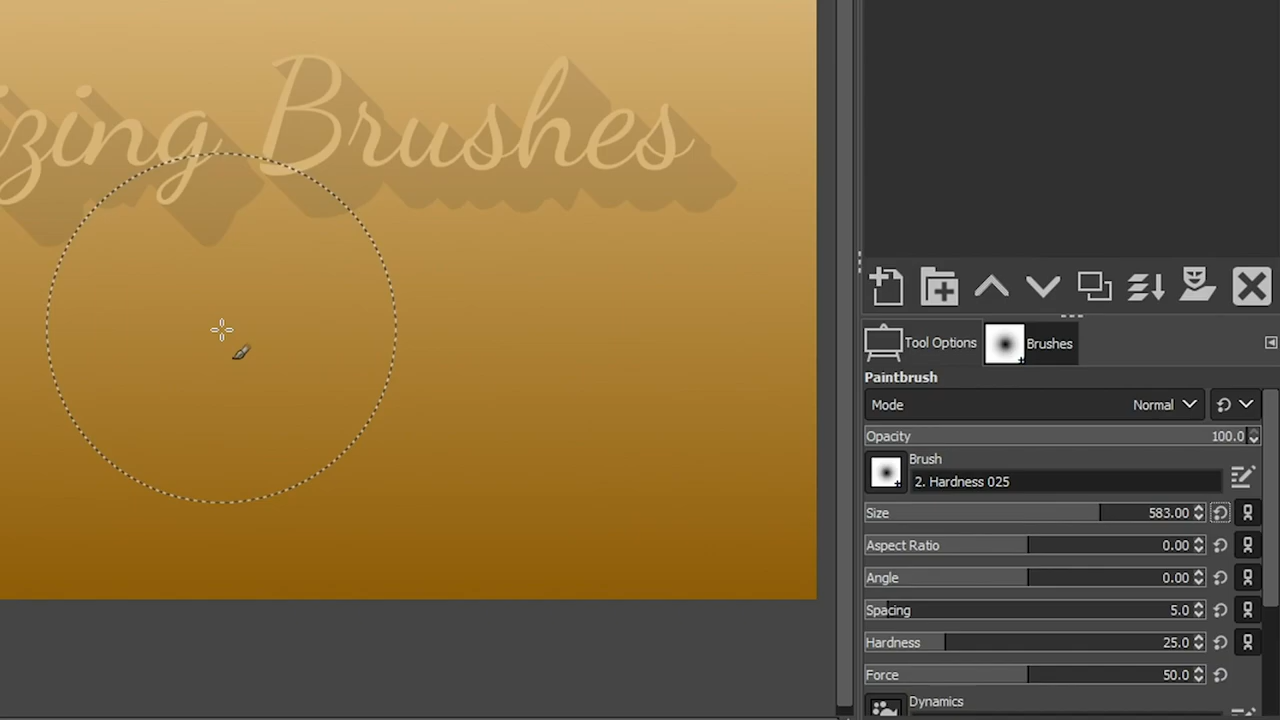 izing Brushes
Tool Options
Brushes
Paintbrush
Mode Normal
Opacity 100.0
Brush
2. Hardness 025
Size 583.00
Aspect Ratio 0.00
Angle 0.00
Spacing 5.0
Hardness 25.0
Force 50.0
Dynamics